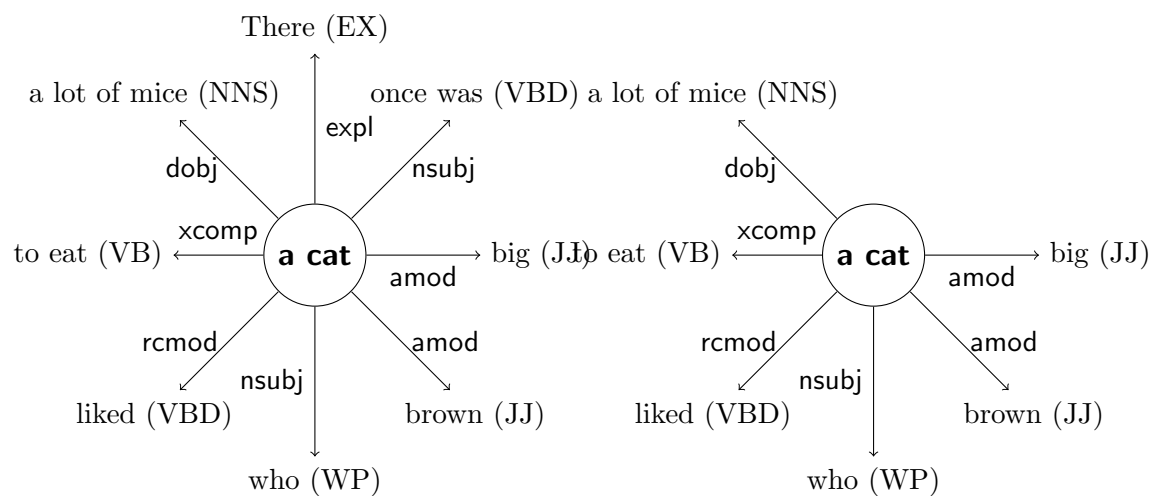 There (EX)
a lot of mice (NNS) once was (VBD) a lot of mice (NNS)
expl
dobj nsubj dobj
xcomp xcomp
to eat (VB) a cat big (JJ) to eat (VB) a cat big (JJ)
amod amod
rcmod amod rcmod amod
nsubj nsubj
liked (VBD) brown (JJ) liked (VBD) brown (JJ)
who (WP) who (WP)